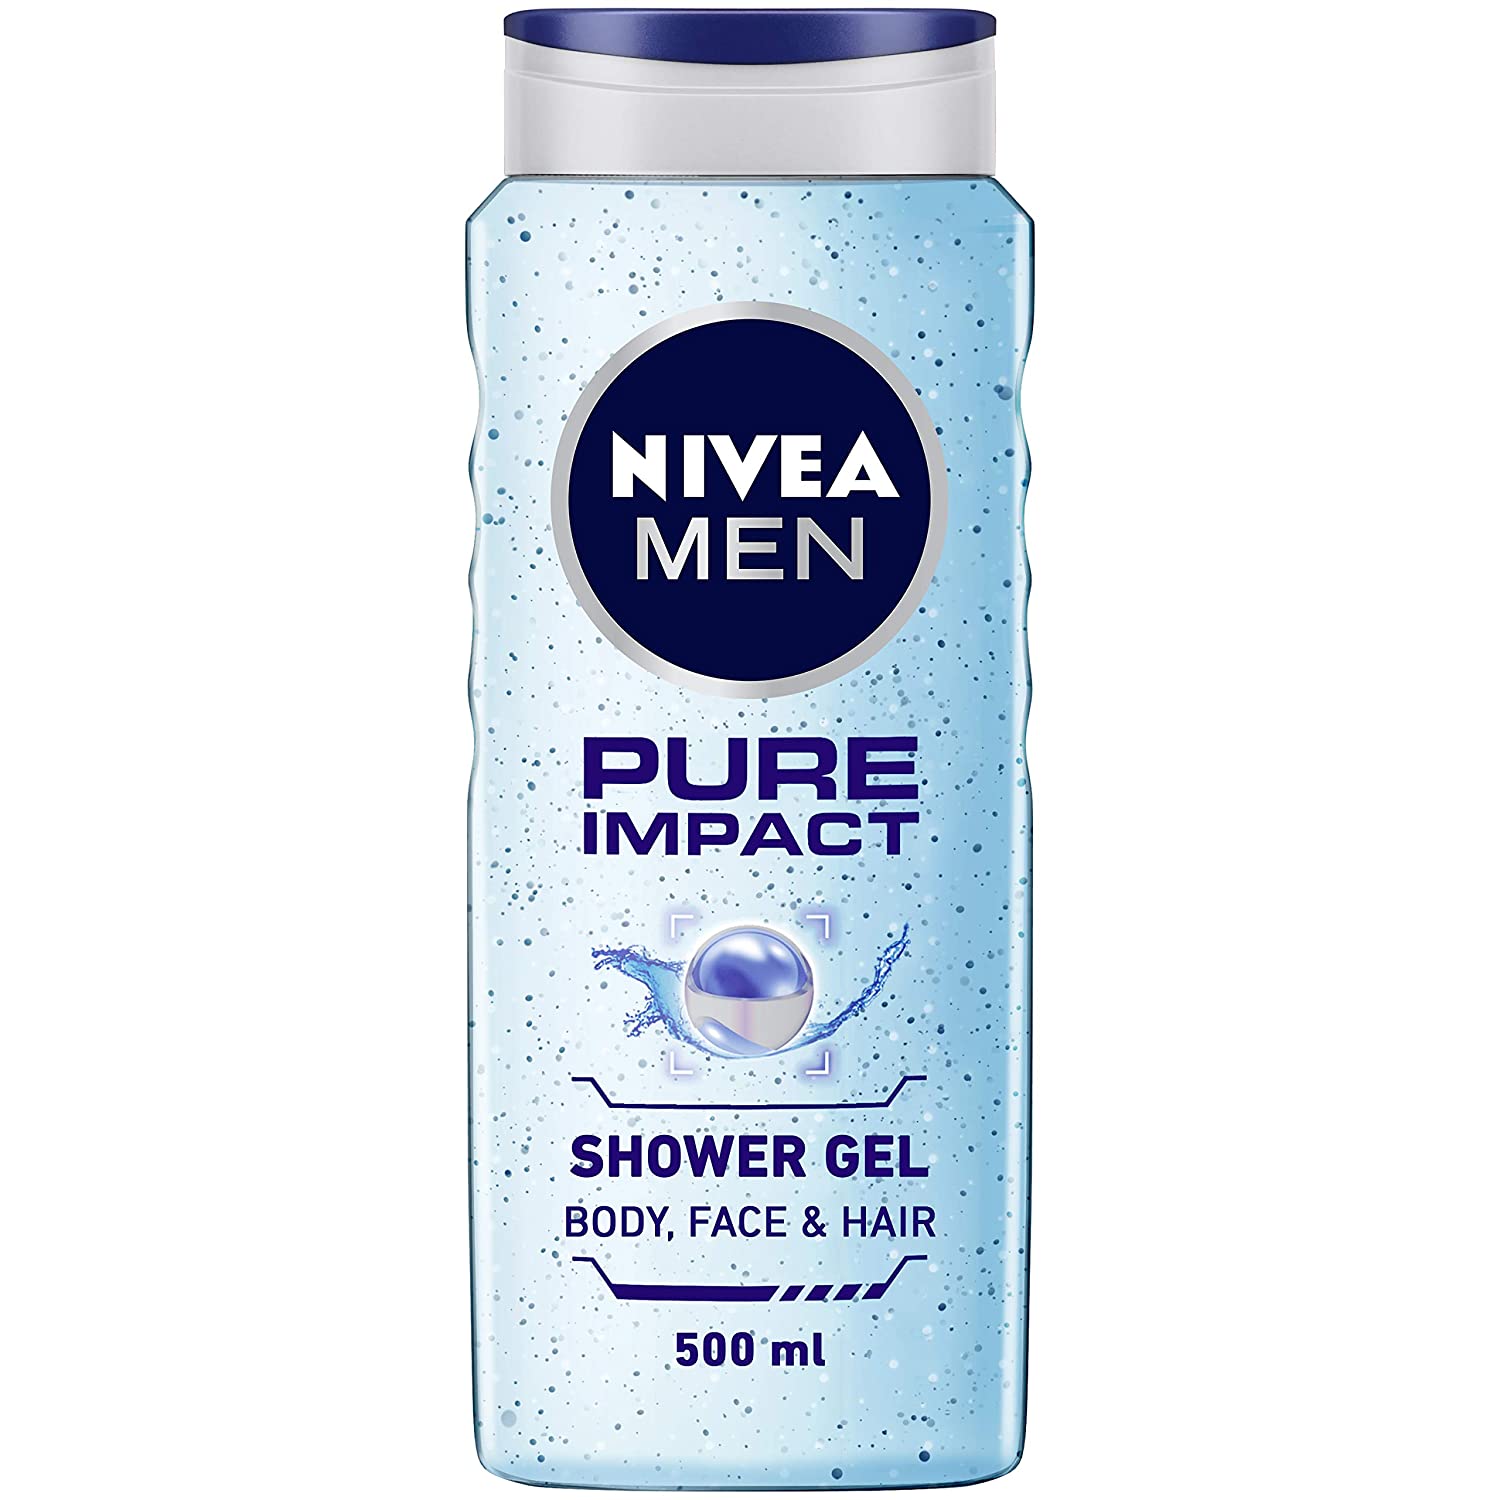 NIVEA
MEN
PURE
IMPACT
SHOWER GEL
BODY, FACE & HAIR
500 ml